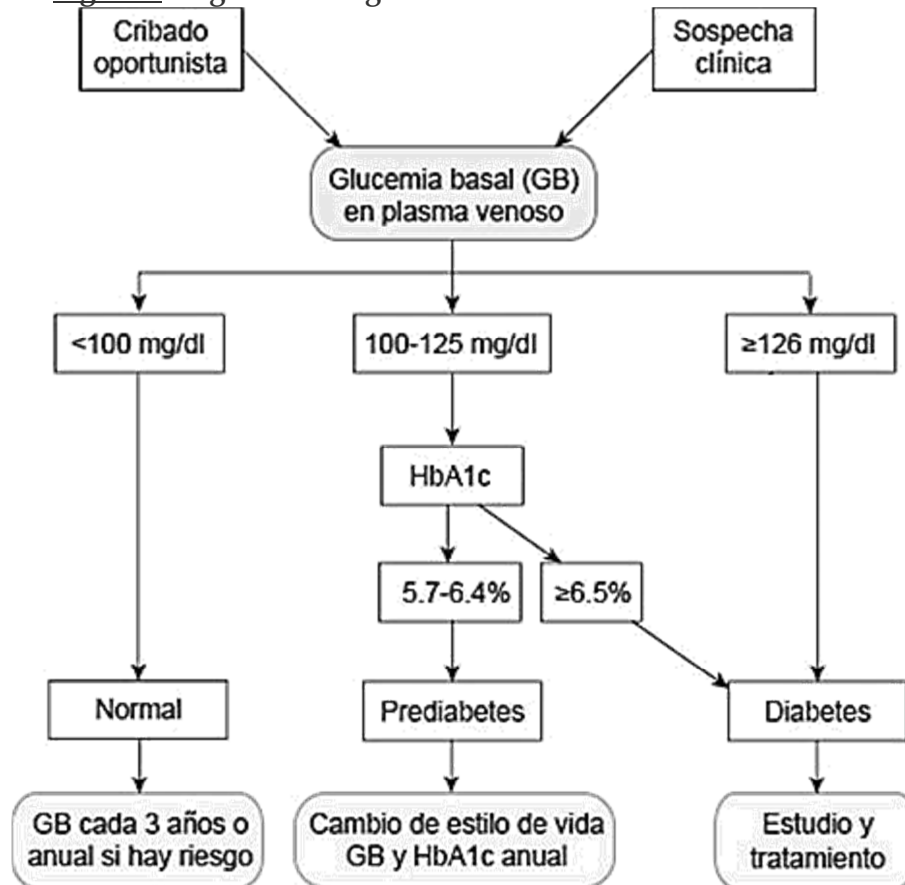 Cribado
oportunista
Sospecha
clínica
Glucemia basal (GB)
en plasma venoso
<100 mg/dl
100-125 mg/dl
≥126 mg/dl
HbA1c
5.7-6.4%
≥6.5%
Normal
Prediabetes
Diabetes
GB cada 3 años o
anual si hay riesgo
Cambio de estilo de vida
GB y HbA1c anual
Estudio y
tratamiento